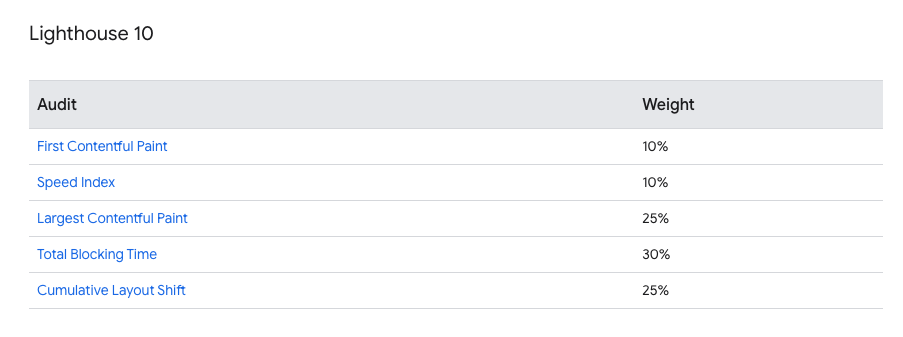 Lighthouse 10
Audit Weight
First Contentful Paint 10%
Speed Index 10%
Largest Contentful Paint 25%
Total Blocking Time 30%
Cumulative Layout Shift 25%